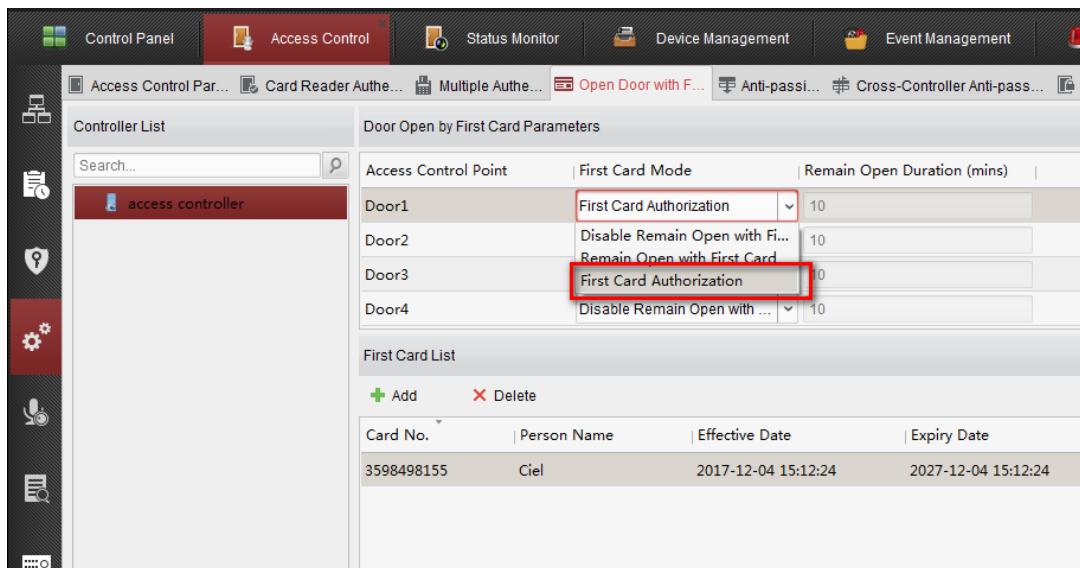 Control Panel Access Control Status Monitor Device Management Event Management
Access Control Par... Card Reader Authe... Multiple Authe... Open Door with F... Anti-passi... Cross-Controller Anti-pass...
Controller List
Search...
access controller
Door Open by First Card Parameters
Access Control Point First Card Mode Remain Open Duration (mins)
Door1 First Card Authorization 10
Door2 Disable Remain Open with Fi... 10
Remain Open with First Card
Door3 First Card Authorization 10
Door4 Disable Remain Open with ... 10
First Card List
Add Delete
Card No. Person Name Effective Date Expiry Date
3598498155 Ciel 2017-12-04 15:12:24 2027-12-04 15:12:24